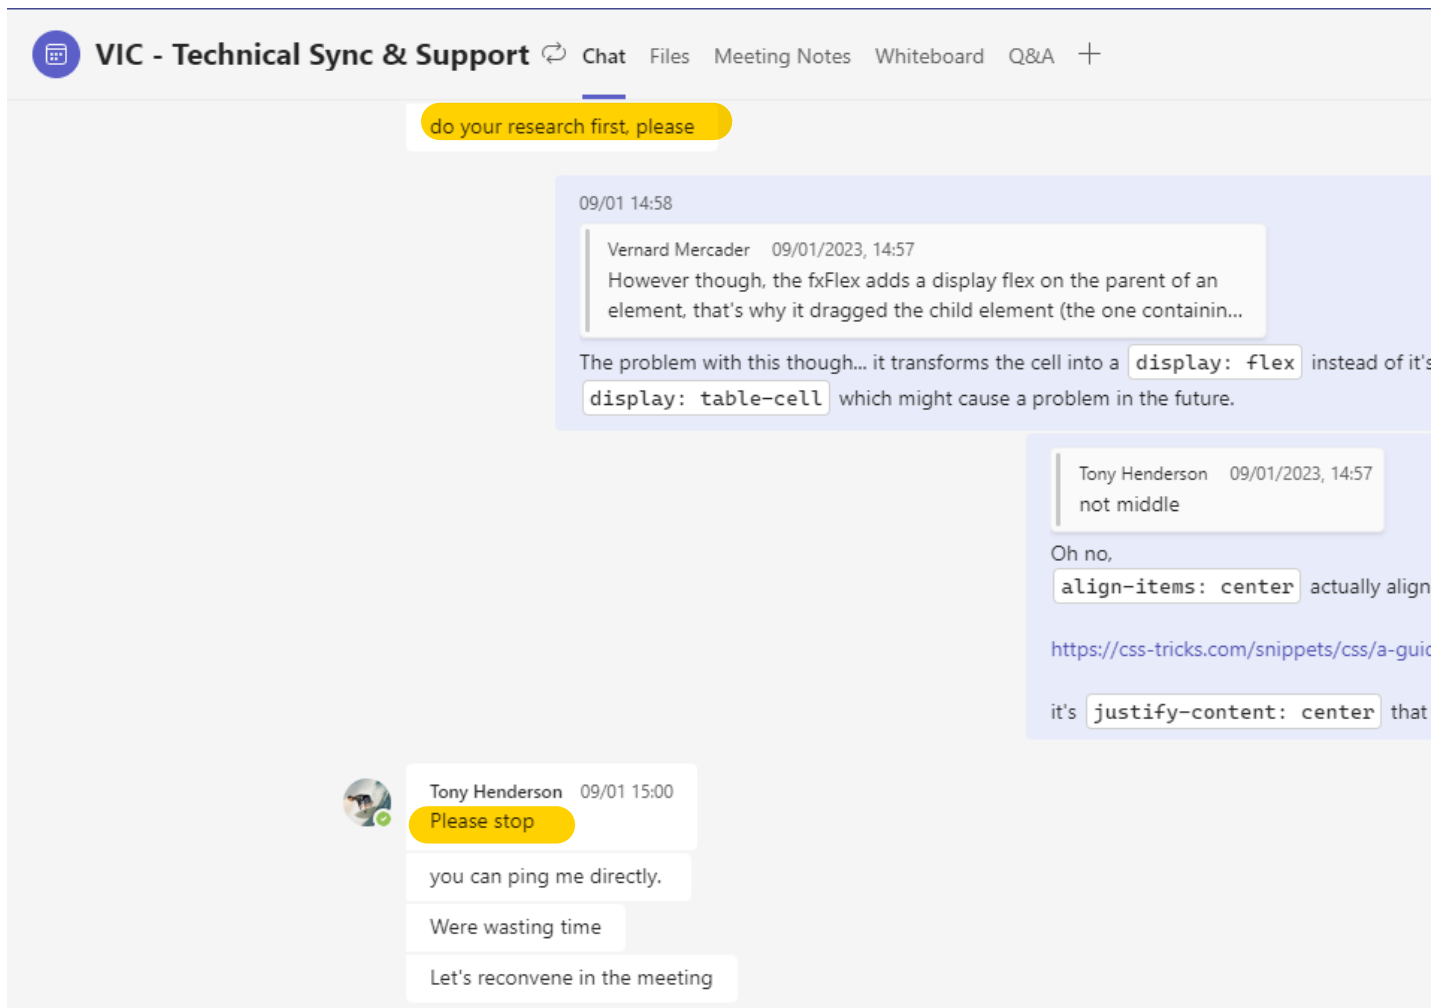 VIC - Technical Sync & Support Chat Files Meeting Notes Whiteboard Q&A
do your research first, please
09/01 14:58
Vernard Mercader 09/01/2023, 14:57
However though, the fxFlex adds a display flex on the parent of an
element, that's why it dragged the child element (the one containin...
The problem with this though... it transforms the cell into a display: flex instead of it's
display: table-cell which might cause a problem in the future.
Tony Henderson 09/01/2023, 14:57
not middle
Oh no,
align-items: center actually align
https://css-tricks.com/snippets/css/a-guid
it's justify-content: center that
Tony Henderson 09/01 15:00
Please stop
you can ping me directly.
Were wasting time
Let's reconvene in the meeting